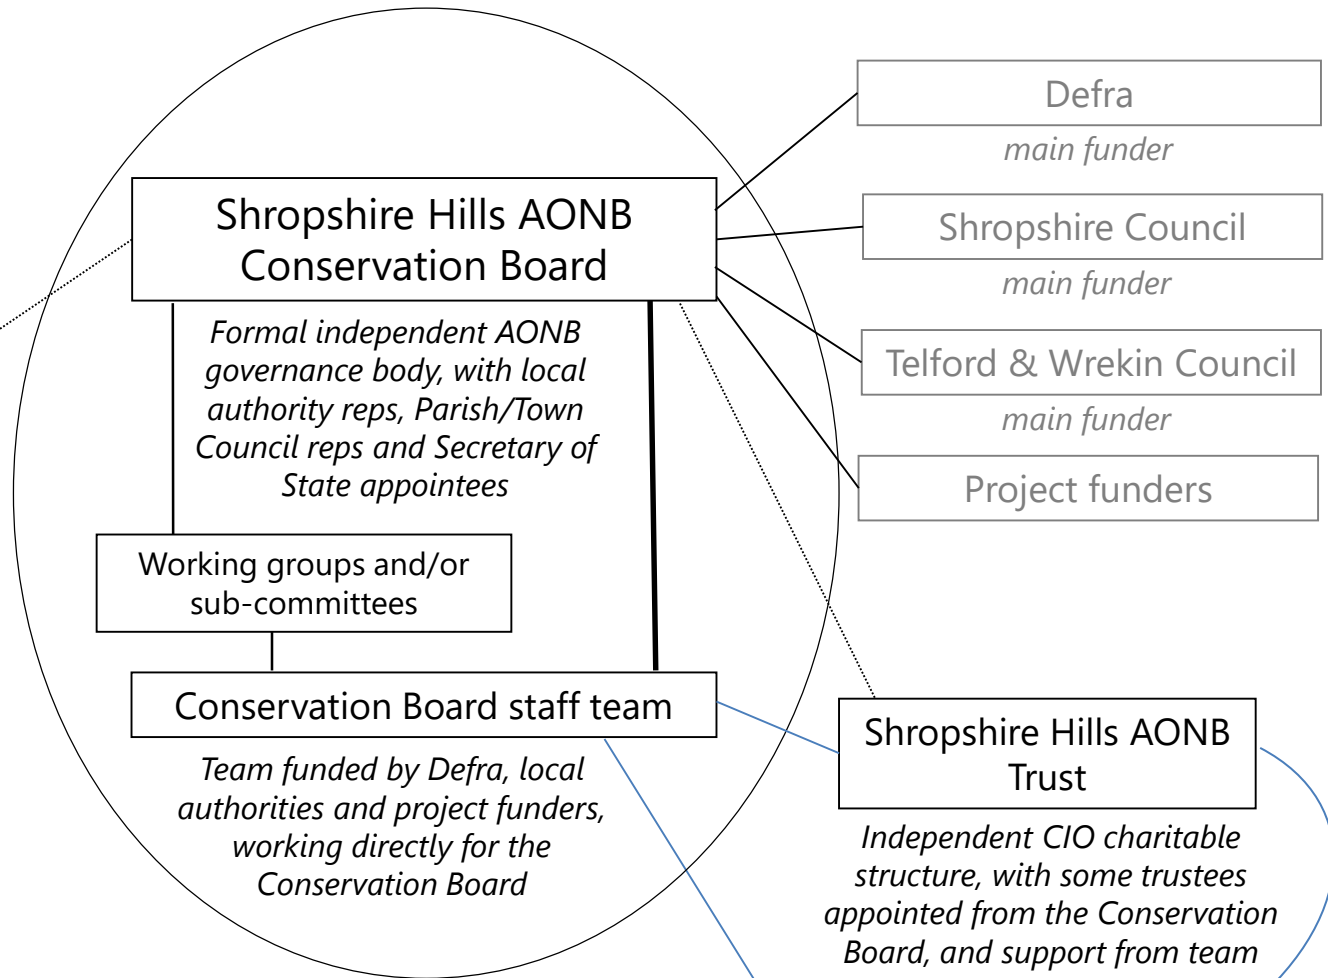 Defra
main funder
Shropshire Hills AONB
Conservation Board
Shropshire Council
main funder
Formal independent AONB
governance body, with local
authority reps, Parish/Town
Council reps and Secretary of
State appointees
Telford & Wrekin Council
main funder
Project funders
Working groups and/or
sub-committees
Conservation Board staff team
Team funded by Defra, local
authorities and project funders,
working directly for the
Conservation Board
Shropshire Hills AONB
Trust
Independent CIO charitable
structure, with some trustees
appointed from the Conservation
Board, and support from team